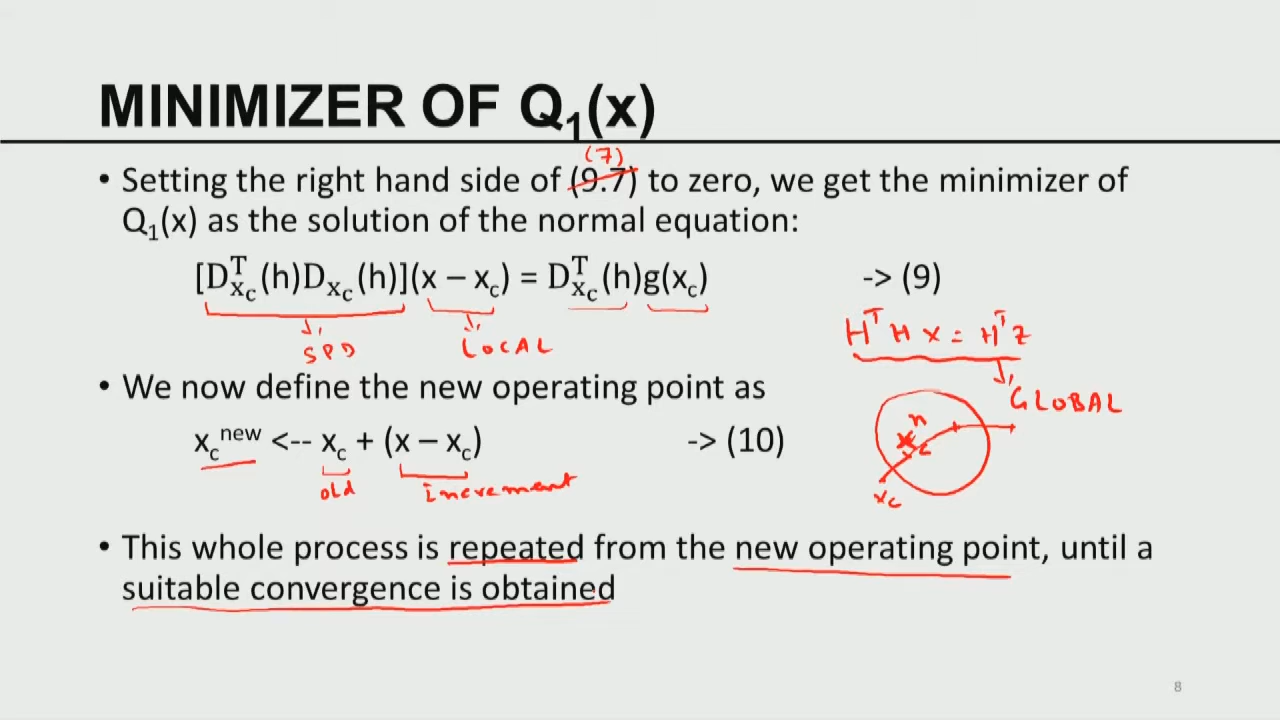 MINIMIZER OF Q₁(x)
(7)
• Setting the right hand side of (9.7) to zero, we get the minimizer of
Q₁(x) as the solution of the normal equation:
[Dᵀₓc(h)Dₓc(h)](x – xc) = Dᵀₓc(h)g(xc) -> (9)
SPD LOCAL
HᵀHx = HᵀZ
GLOBAL
• We now define the new operating point as
xcⁿᵉʷ <-- xc + (x – xc) -> (10)
old increment
xc
• This whole process is repeated from the new operating point, until a
suitable convergence is obtained
8